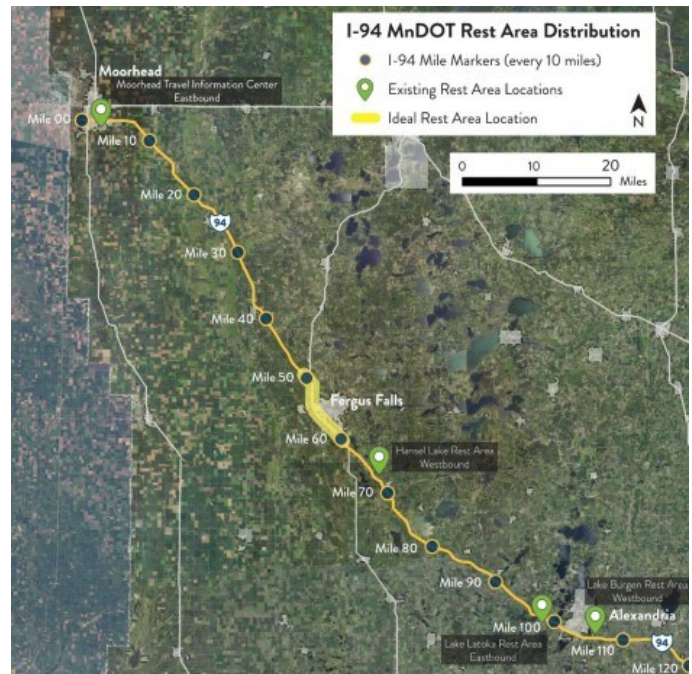 I-94 MnDOT Rest Area Distribution
I-94 Mile Markers (every 10 miles)
Existing Rest Area Locations
Ideal Rest Area Location
N
0 10 20
Miles
Moorhead
Moorhead Travel Information Center
Eastbound
Mile 00
Mile 10
Mile 20
94
Mile 30
Mile 40
Mile 50
Fergus Falls
Mile 60
Hansel Lake Rest Area
Westbound
Mile 70
Mile 80
Mile 90
Lake Burgen Rest Area
Westbound
Mile 100
Alexandria
Lake Latoka Rest Area
Eastbound
Mile 110
94
Mile 120